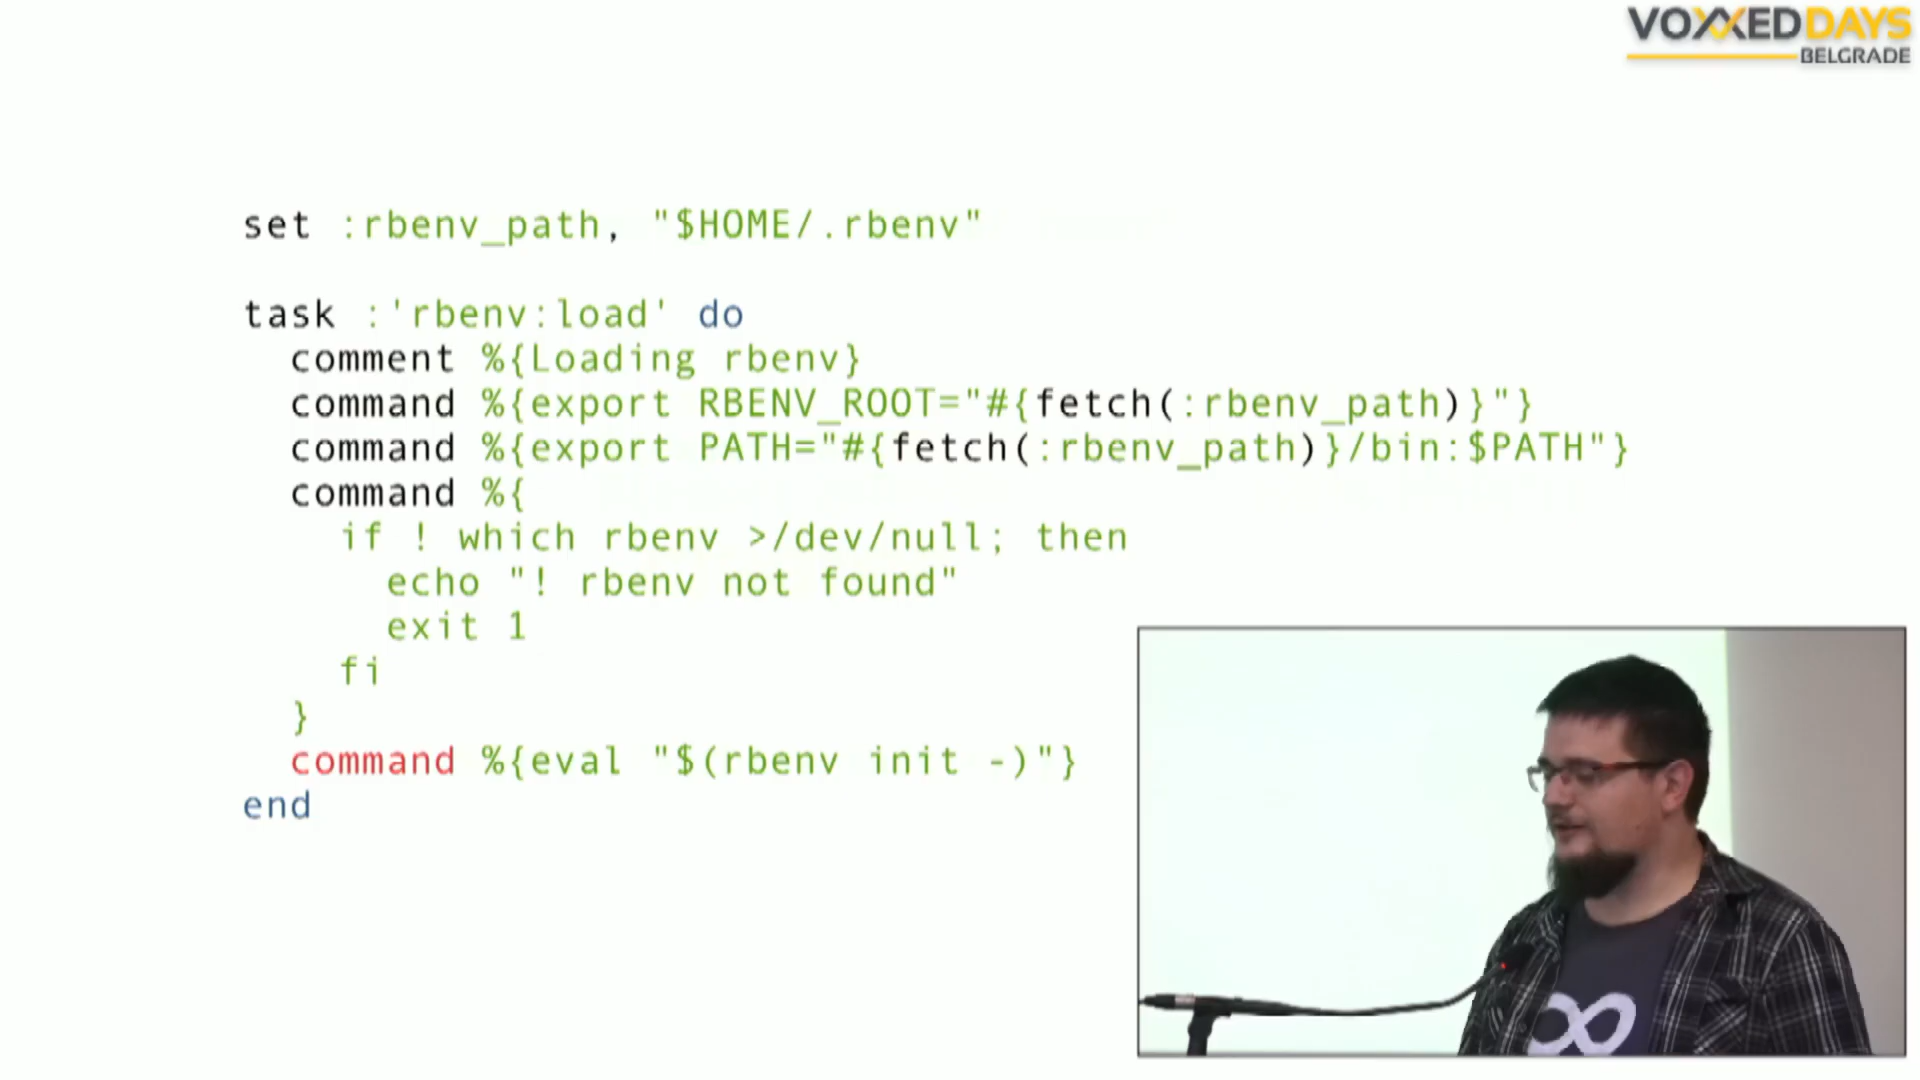 VOXXEDDAYS
BELGRADE
set :rbenv_path, "$HOME/.rbenv"
task :'rbenv:load' do
comment %{Loading rbenv}
command %{export RBENV_ROOT="#{fetch(:rbenv_path)}"}
command %{export PATH="#{fetch(:rbenv_path)}/bin:$PATH"}
command %{
if ! which rbenv >/dev/null; then
echo "! rbenv not found"
exit 1
fi
}
command %{eval "$(rbenv init -)"}
end